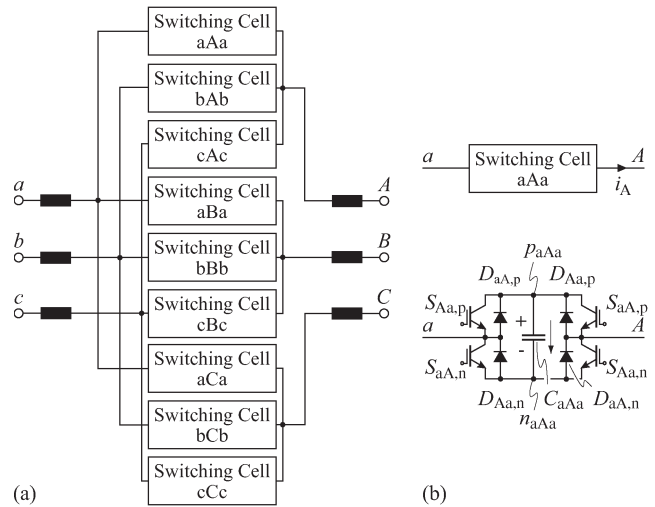 Switching Cell
aAa
Switching Cell
bAb
Switching Cell
cAc
a
Switching Cell
aBa
A
b
Switching Cell
bBb
B
c
Switching Cell
cBc
C
Switching Cell
aCa
Switching Cell
bCb
Switching Cell
cCc
(a)
a
Switching Cell
aAa
A
iA
paAa
DaA,p
DAa,p
SAa,p
SaA,p
a
+
-
A
SaA,n
SAa,n
DAa,n
CaAa
DaA,n
naAa
(b)